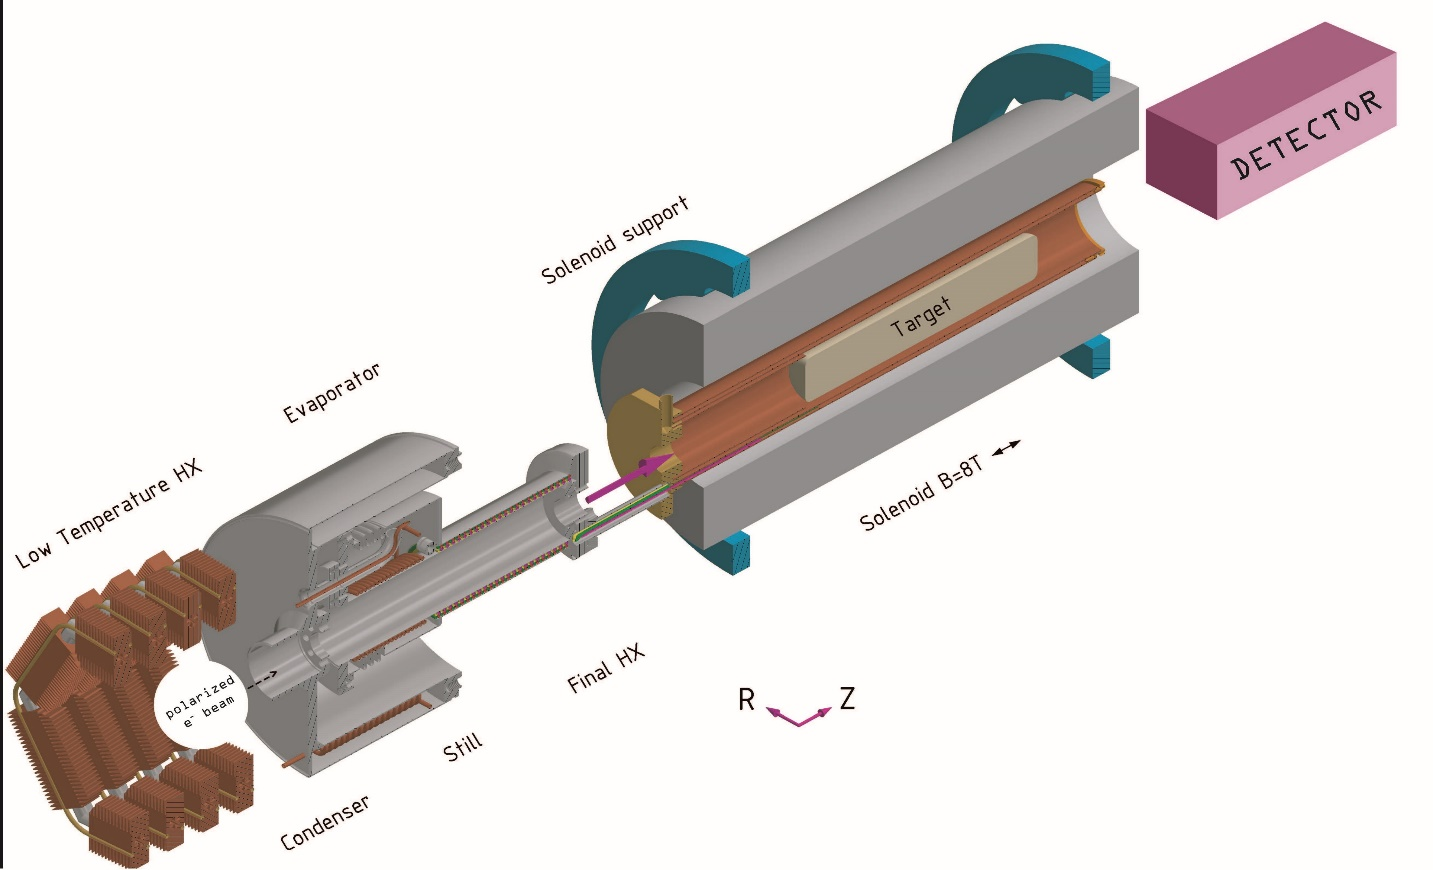 DETECTOR
Solenoid support
Target
Evaporator
Low Temperature HX
Solenoid B=8T
polarized
e⁻ beam
Final HX
R
Z
Still
Condenser